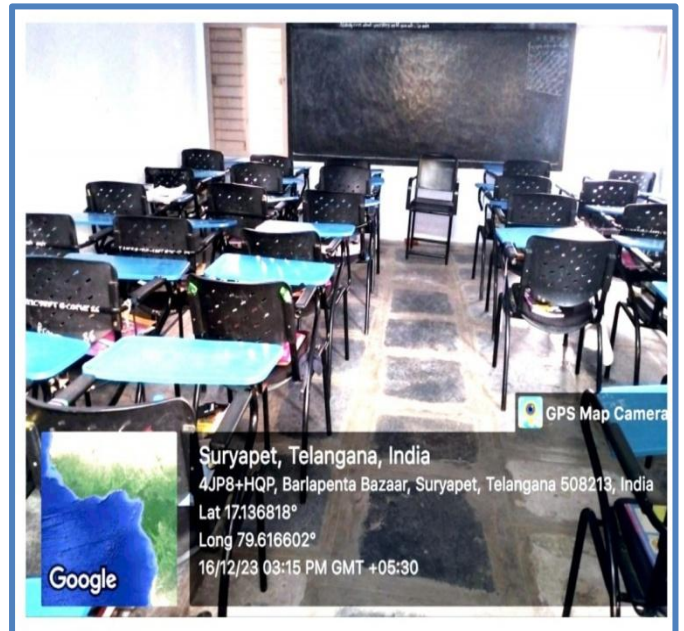 GPS Map Camera
Suryapet, Telangana, India
4JP8+HQP, Barlapenta Bazaar, Suryapet, Telangana 508213, India
Lat 17.136818°
Long 79.616602°
16/12/23 03:15 PM GMT +05:30
Google